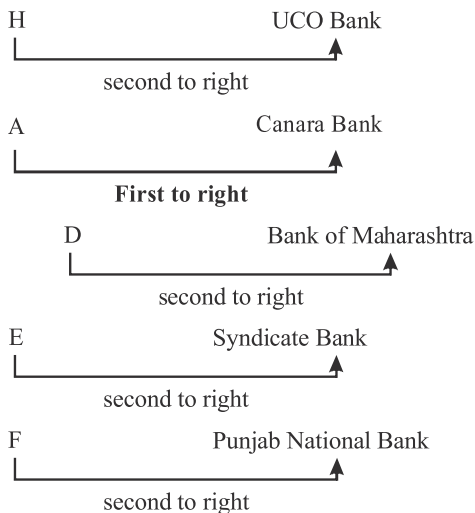 H UCO Bank
second to right
A Canara Bank
First to right
D Bank of Maharashtra
second to right
E Syndicate Bank
second to right
F Punjab National Bank
second to right